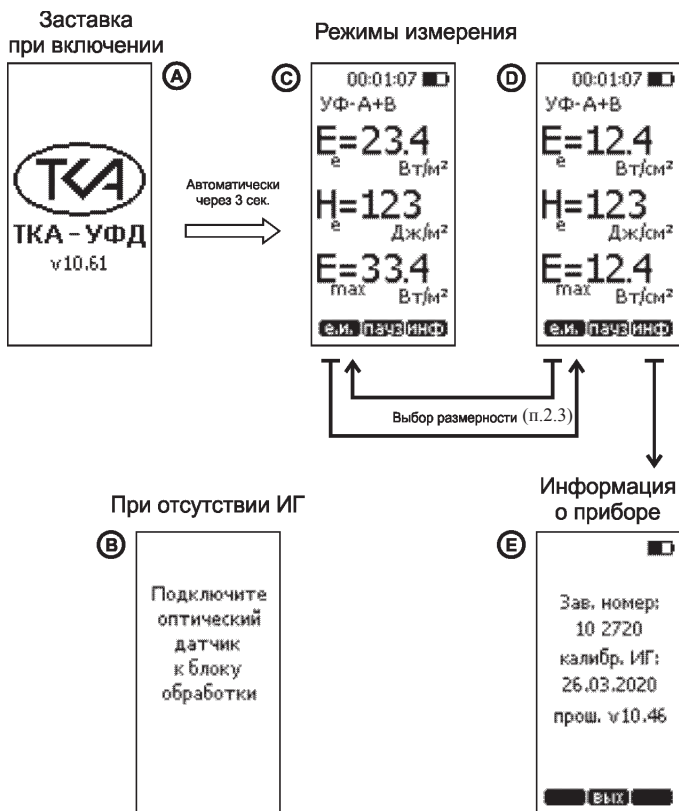 Заставка
при включении
A
ТКА
ТКА - УФД
v10.61
Автоматически
через 3 сек.
Режимы измерения
C
00:01:07
УФ-A+B
E=23.4
e
Вт/м²
H=123
e
Дж/м²
E=33.4
max
Вт/м²
е.и. пауз инф
D
00:01:07
УФ-A+B
E=12.4
e
Вт/см²
H=123
e
Дж/см²
E=12.4
max
Вт/см²
е.и. пауз инф
Выбор размерности (п.2.3)
При отсутствии ИГ
B
Подключите
оптический
датчик
к блоку
обработки
Информация
о приборе
E
Зав. номер:
10 2720
калибр. ИГ:
26.03.2020
прош. v10.46
вых